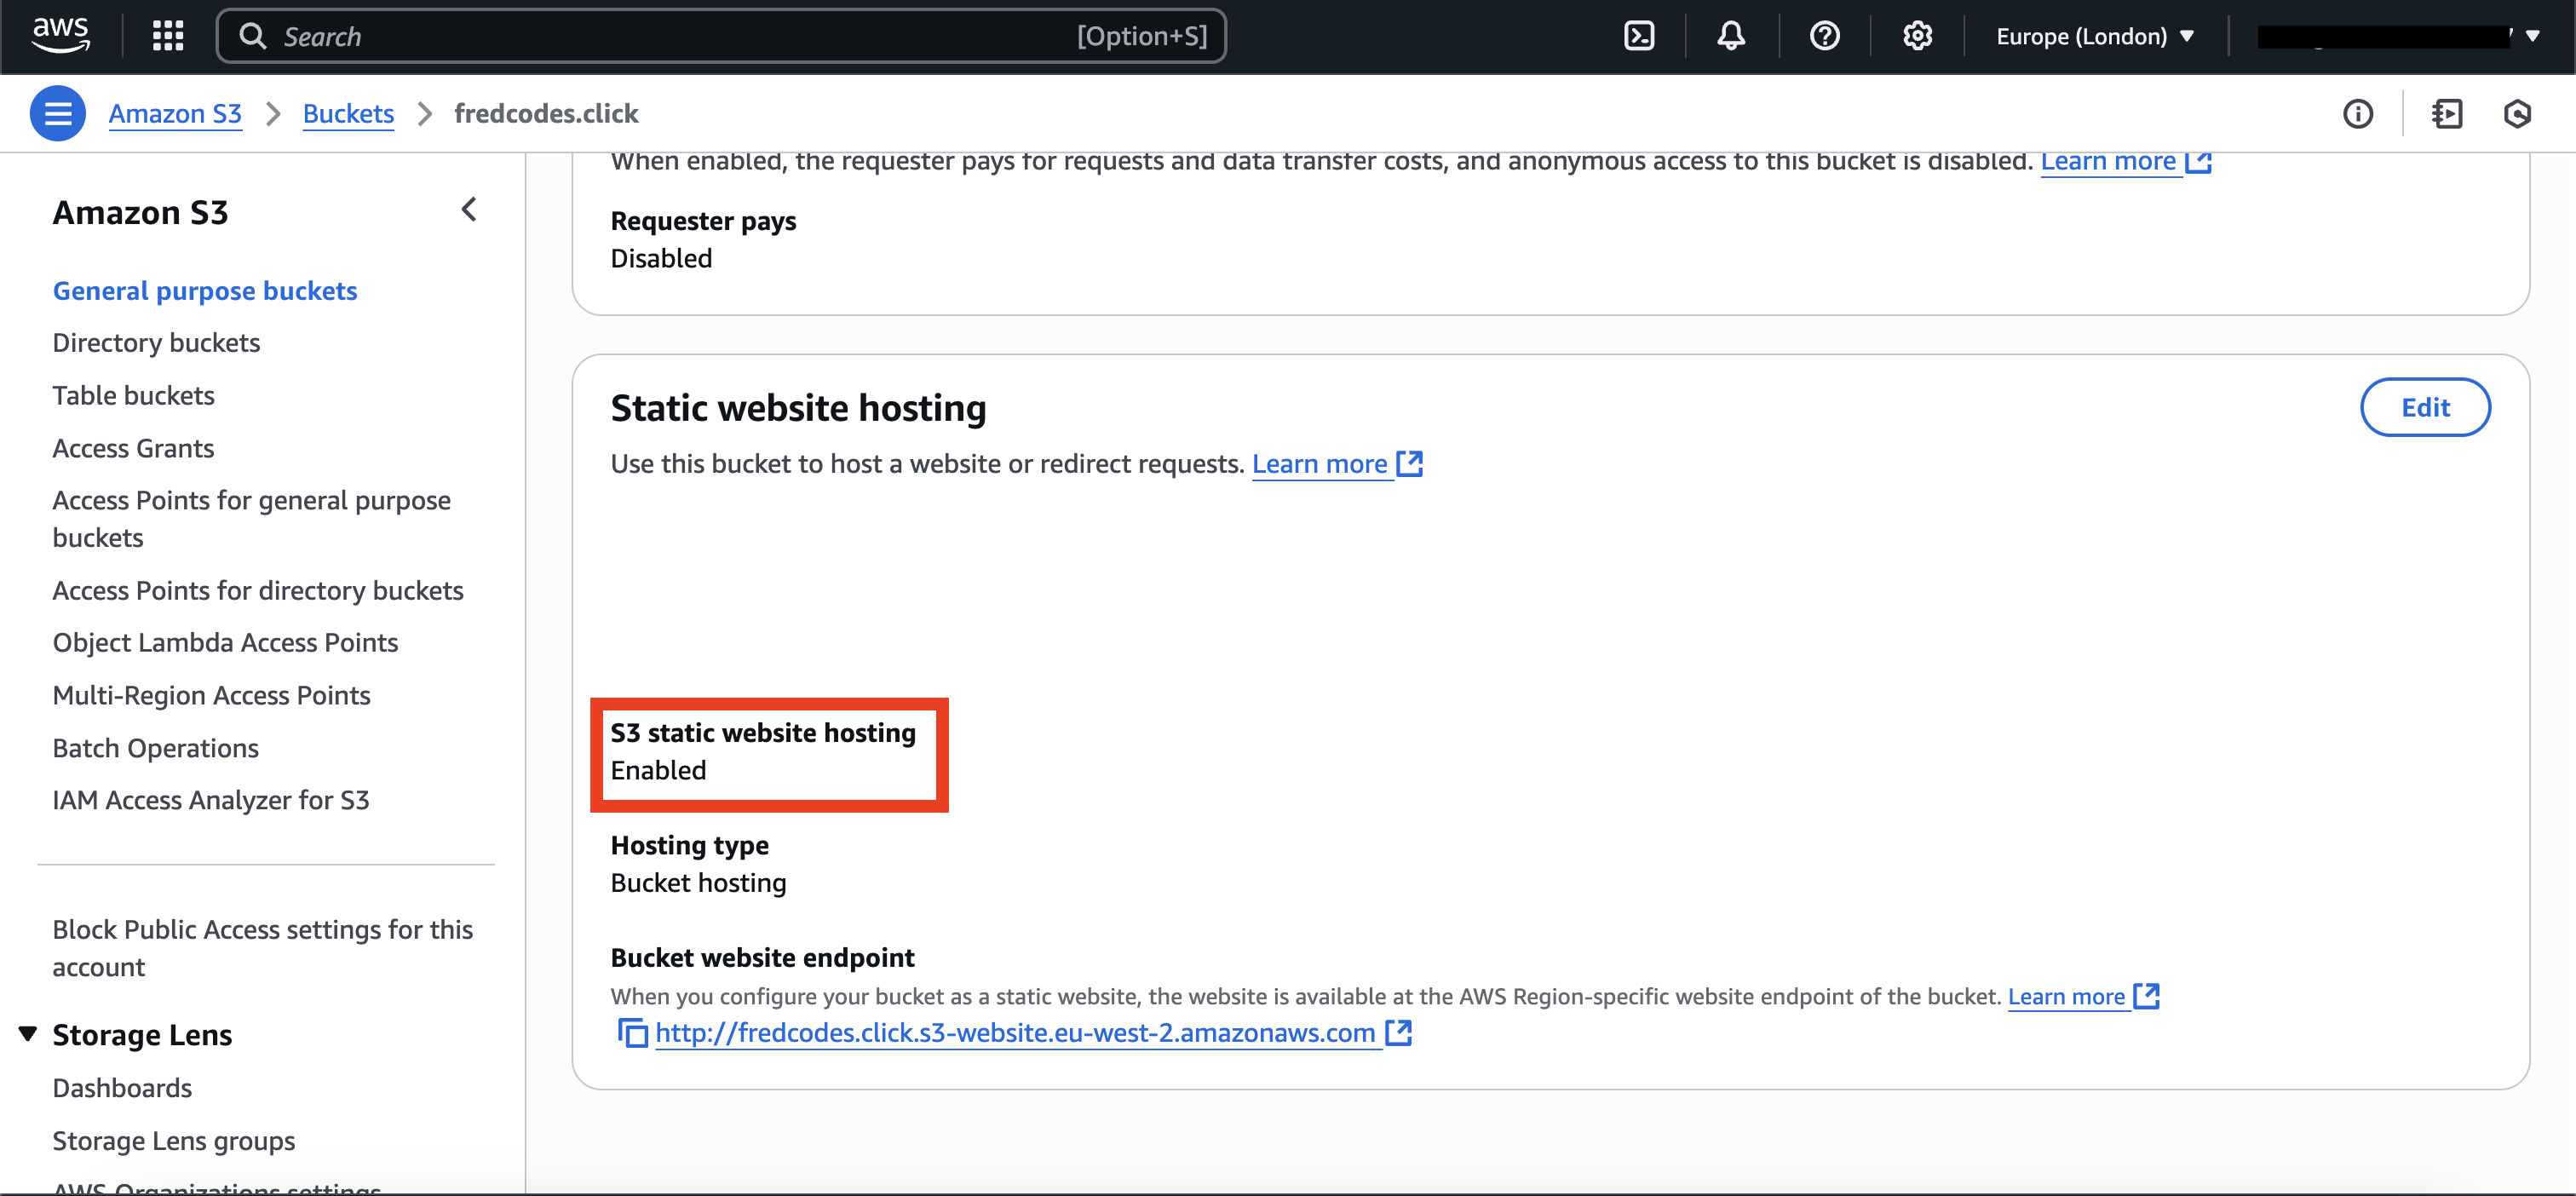 aws
Search [Option+S]
Europe (London)
Amazon S3
Buckets
fredcodes.click
Amazon S3
General purpose buckets
Directory buckets
Table buckets
Access Grants
Access Points for general purpose
buckets
Access Points for directory buckets
Object Lambda Access Points
Multi-Region Access Points
Batch Operations
IAM Access Analyzer for S3
Block Public Access settings for this
account
Storage Lens
Dashboards
Storage Lens groups
AWS Organizations settings
When enabled, the requester pays for requests and data transfer costs, and anonymous access to this bucket is disabled. Learn more
Requester pays
Disabled
Static website hosting
Edit
Use this bucket to host a website or redirect requests. Learn more
S3 static website hosting
Enabled
Hosting type
Bucket hosting
Bucket website endpoint
When you configure your bucket as a static website, the website is available at the AWS Region-specific website endpoint of the bucket. Learn more
http://fredcodes.click.s3-website.eu-west-2.amazonaws.com